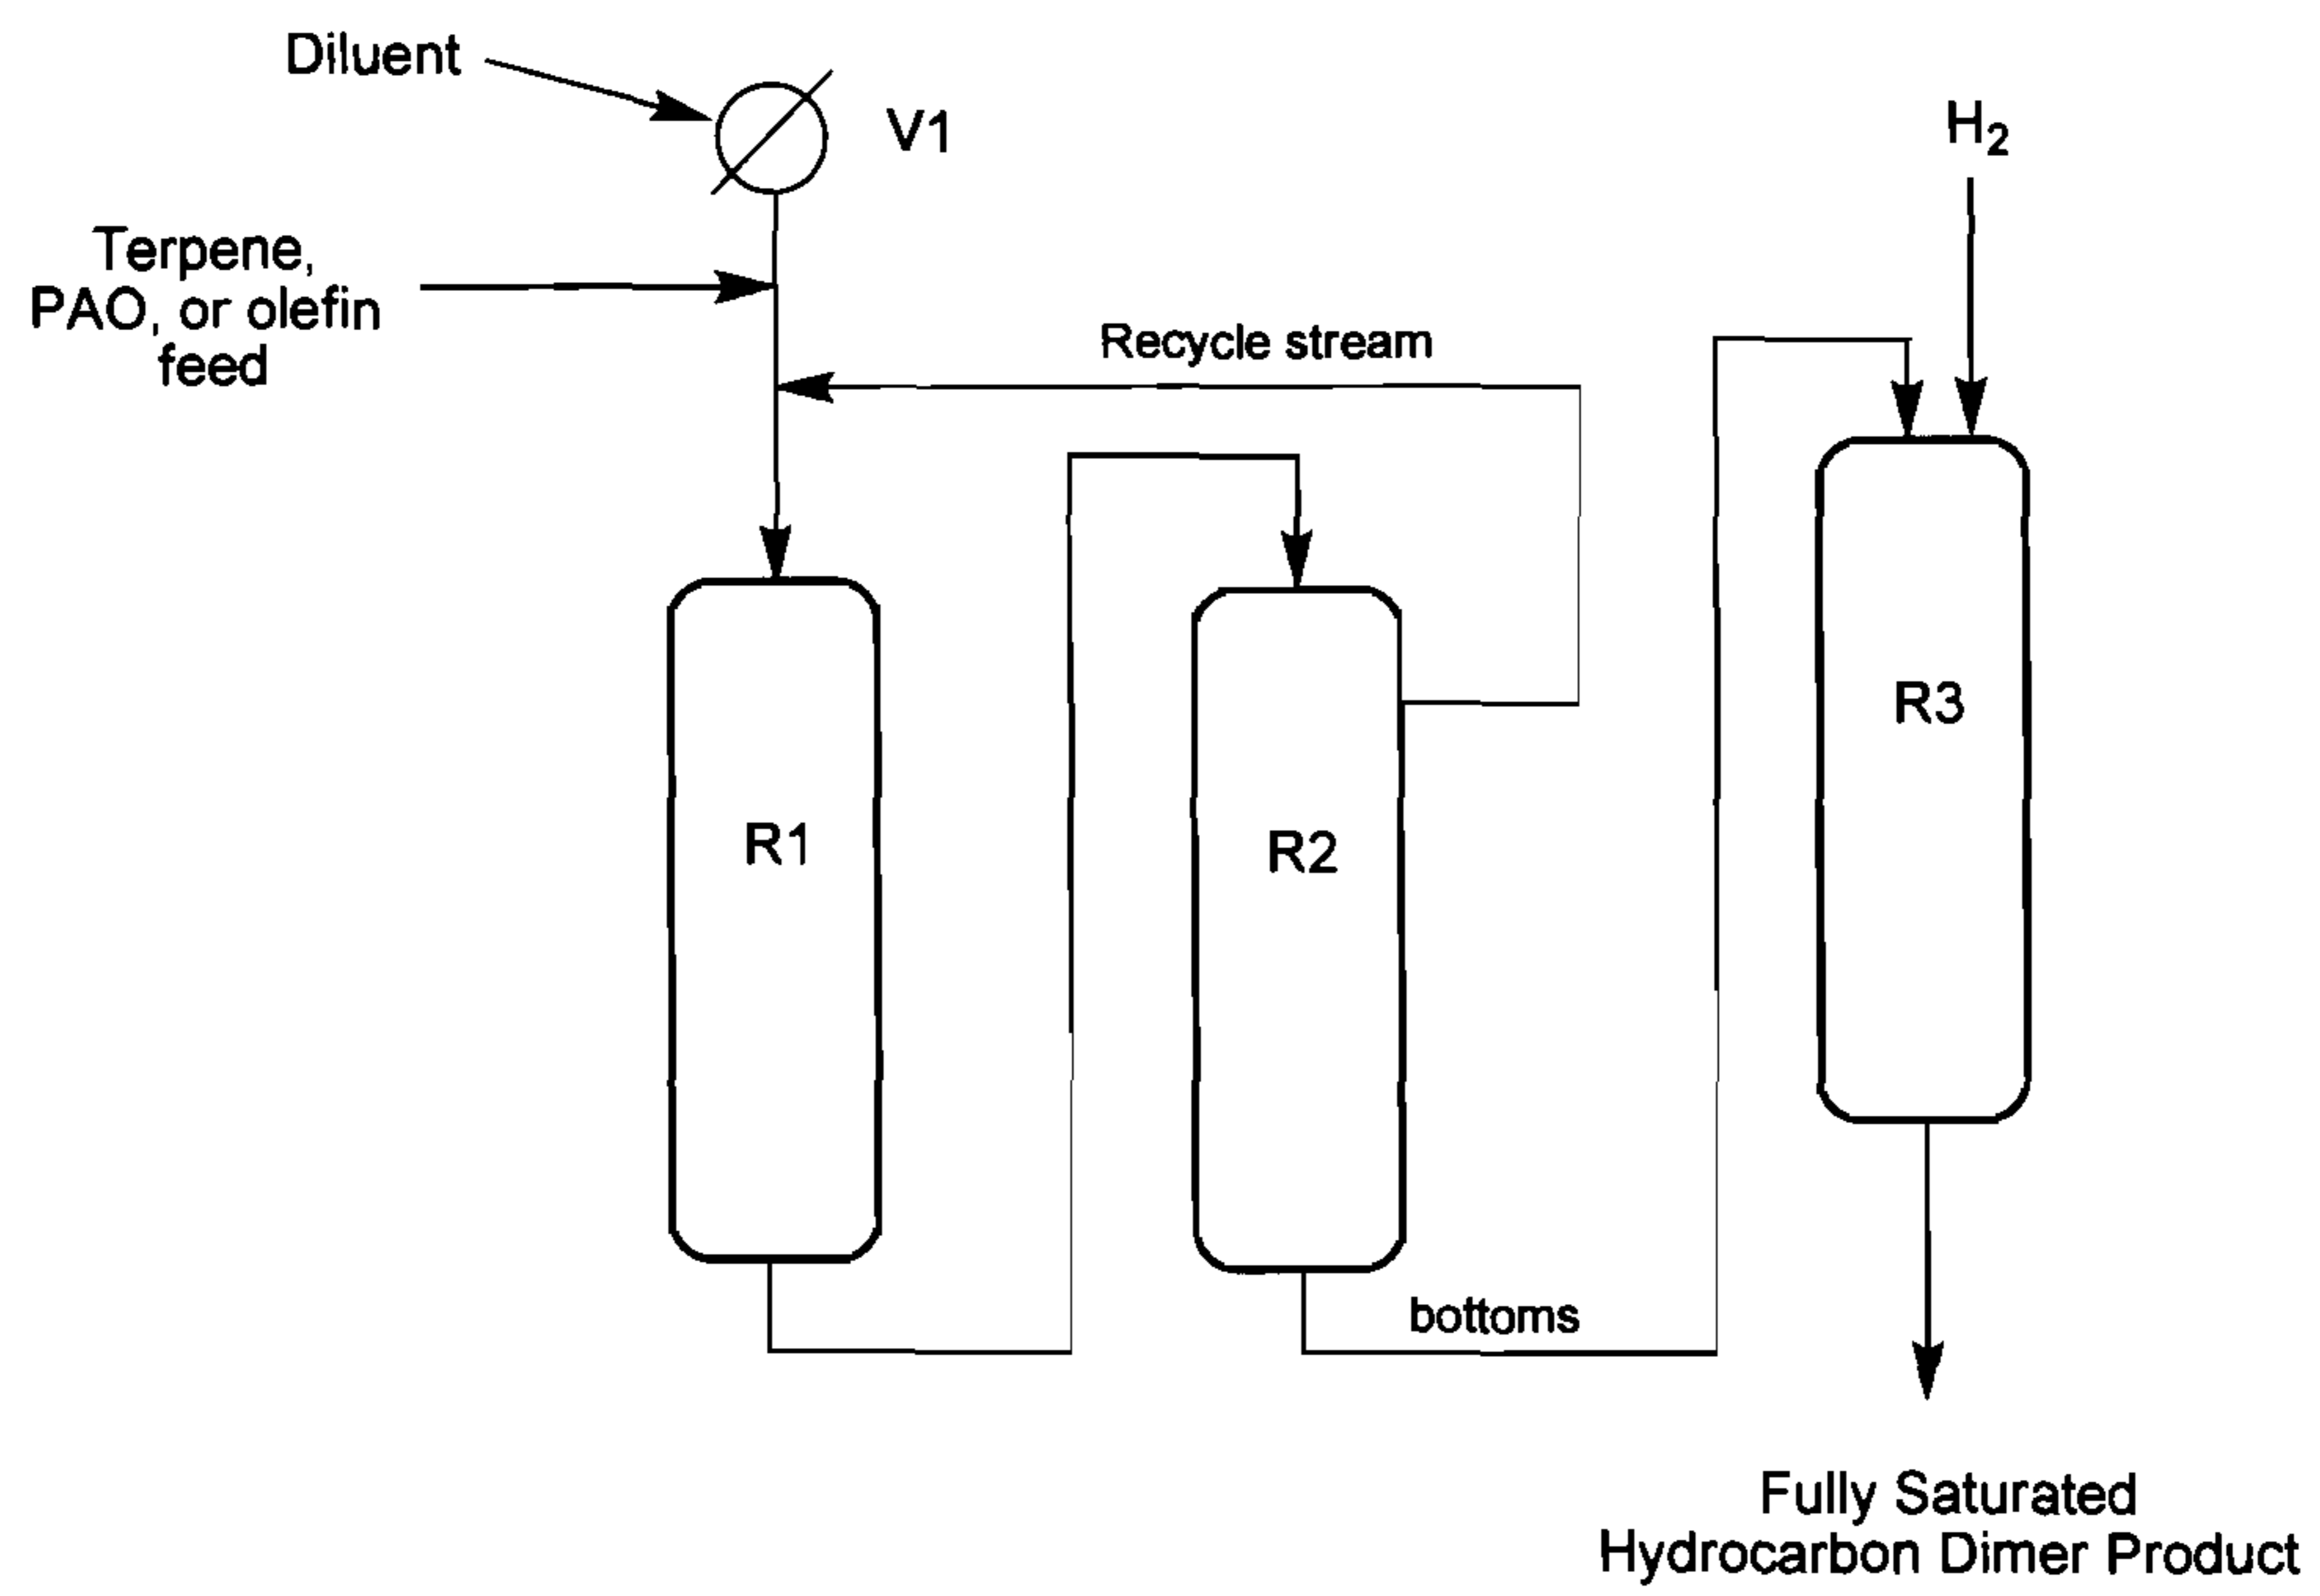 Diluent
V1
H2
Terpene,
PAO, or olefin
feed
Recycle stream
R3
R1
R2
bottoms
Fully Saturated
Hydrocarbon Dimer Product